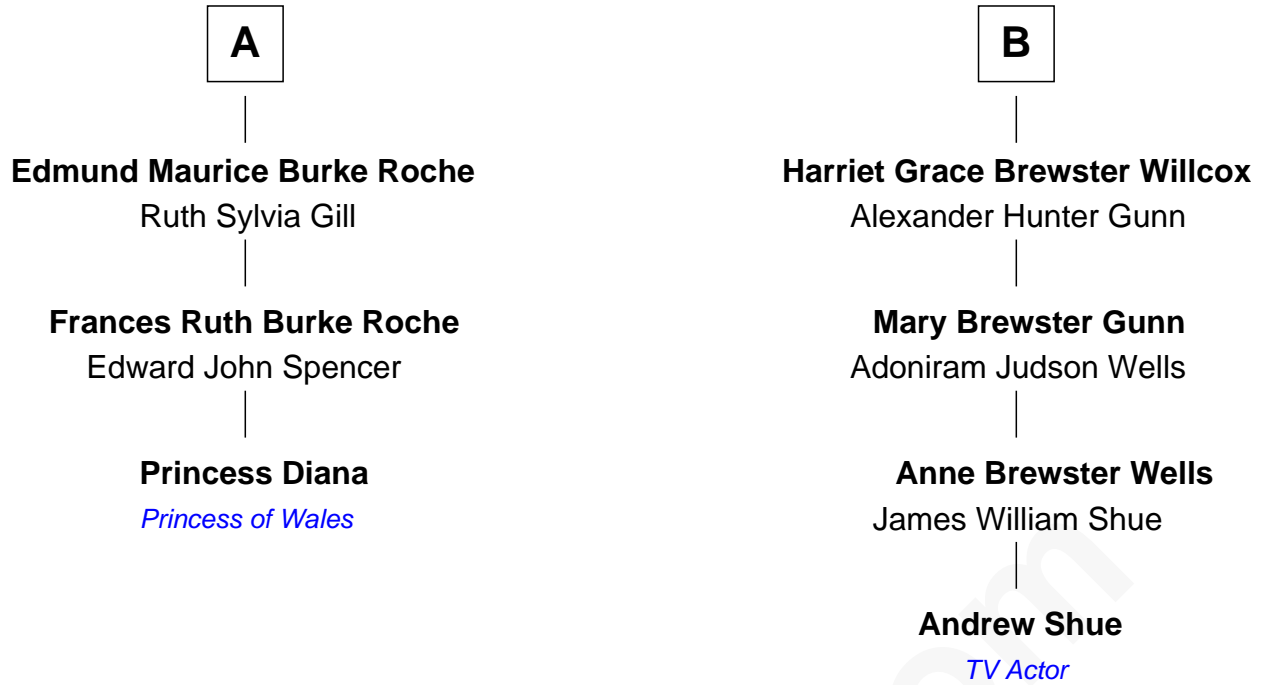 A
Edmund Maurice Burke Roche
Ruth Sylvia Gill
Frances Ruth Burke Roche
Edward John Spencer
Princess Diana
Princess of Wales
B
Harriet Grace Brewster Willcox
Alexander Hunter Gunn
Mary Brewster Gunn
Adoniram Judson Wells
Anne Brewster Wells
James William Shue
Andrew Shue
TV Actor